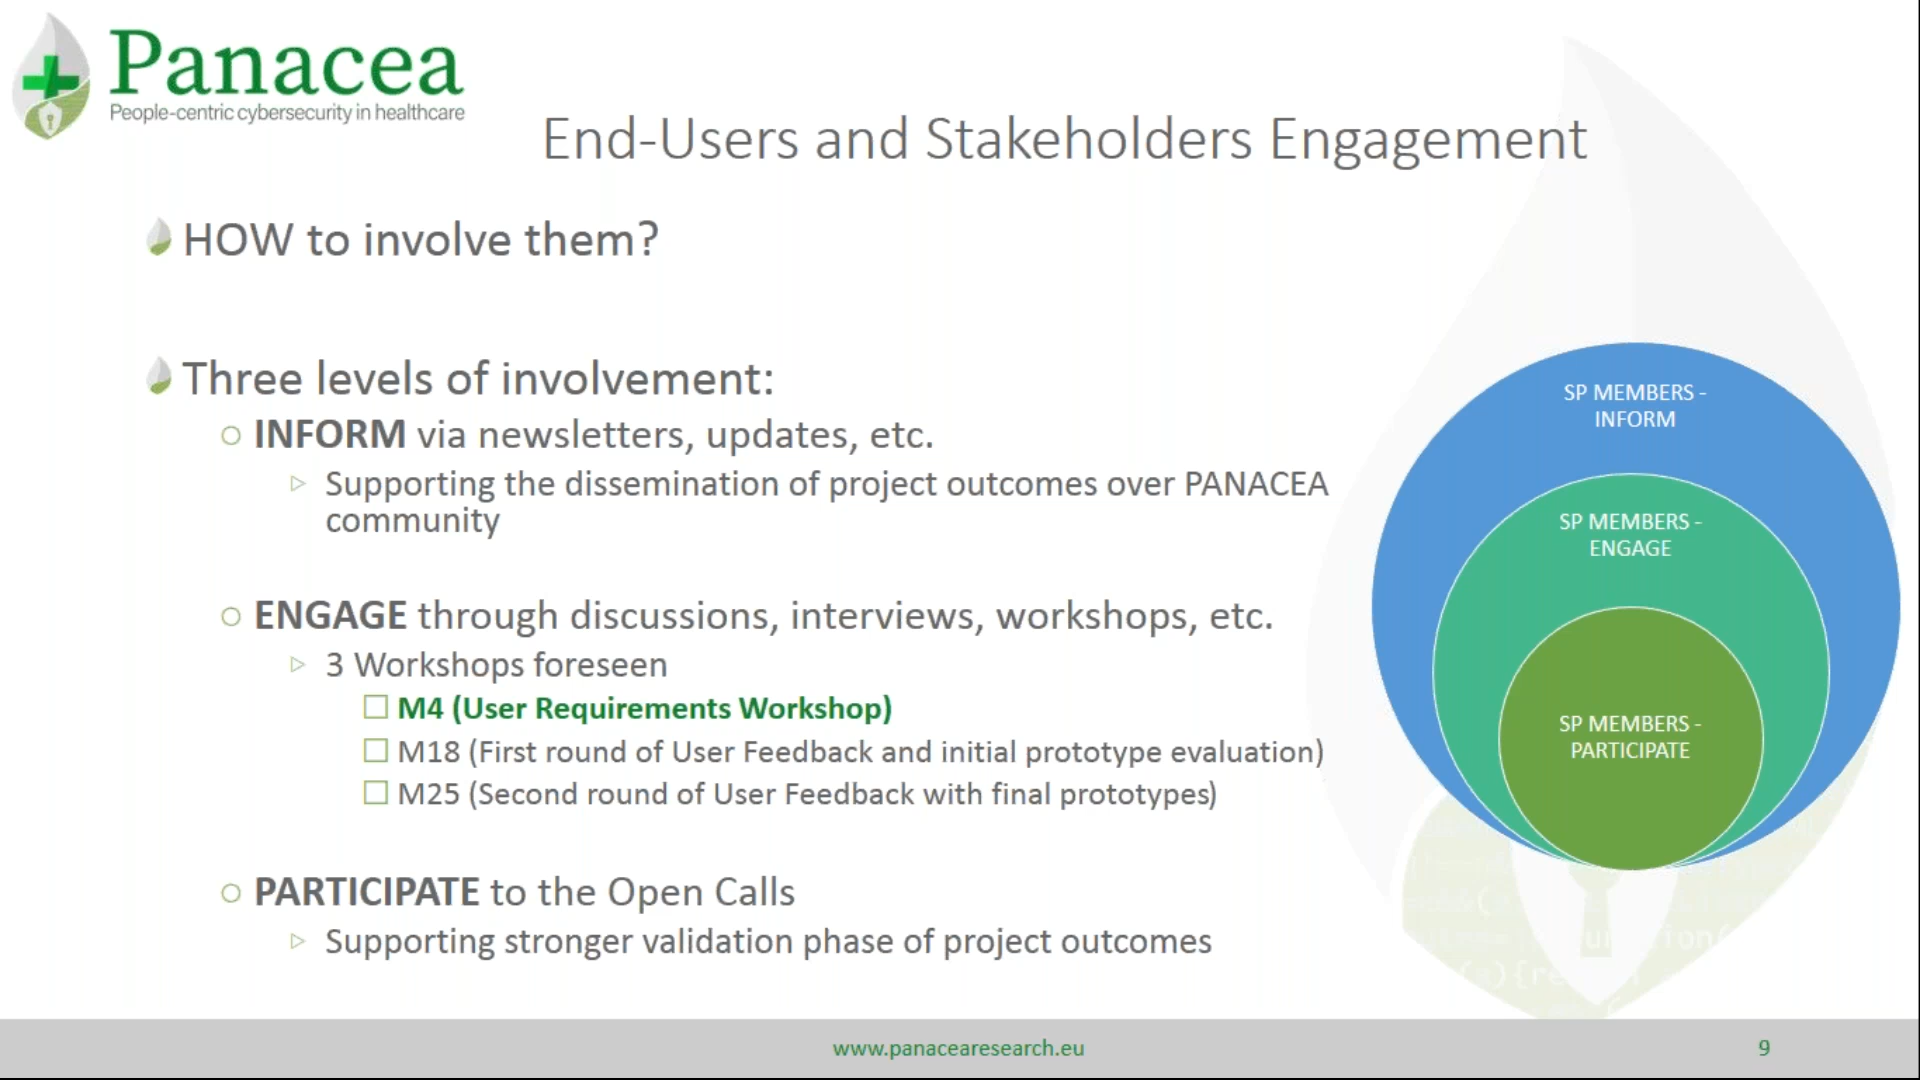 Panacea
People-centric cybersecurity in healthcare
End-Users and Stakeholders Engagement
HOW to involve them?
Three levels of involvement:
INFORM via newsletters, updates, etc.
Supporting the dissemination of project outcomes over PANACEA
community
ENGAGE through discussions, interviews, workshops, etc.
3 Workshops foreseen
M4 (User Requirements Workshop)
M18 (First round of User Feedback and initial prototype evaluation)
M25 (Second round of User Feedback with final prototypes)
PARTICIPATE to the Open Calls
Supporting stronger validation phase of project outcomes
SP MEMBERS -
INFORM
SP MEMBERS -
ENGAGE
SP MEMBERS -
PARTICIPATE
www.panacearesearch.eu
9